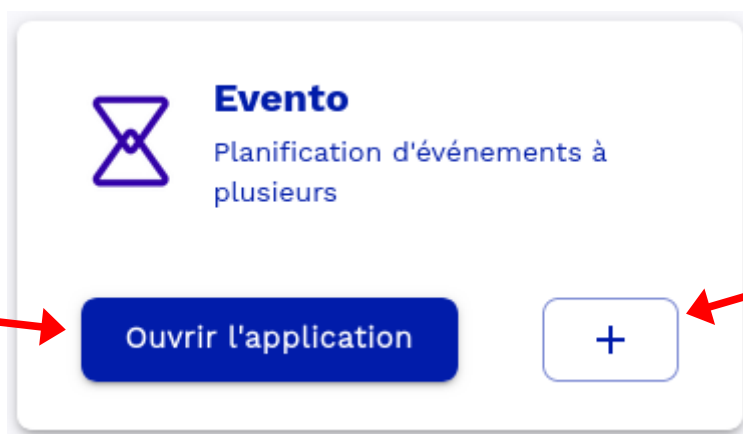 Evento
Planification d'événements à
plusieurs
Ouvrir l'application
+